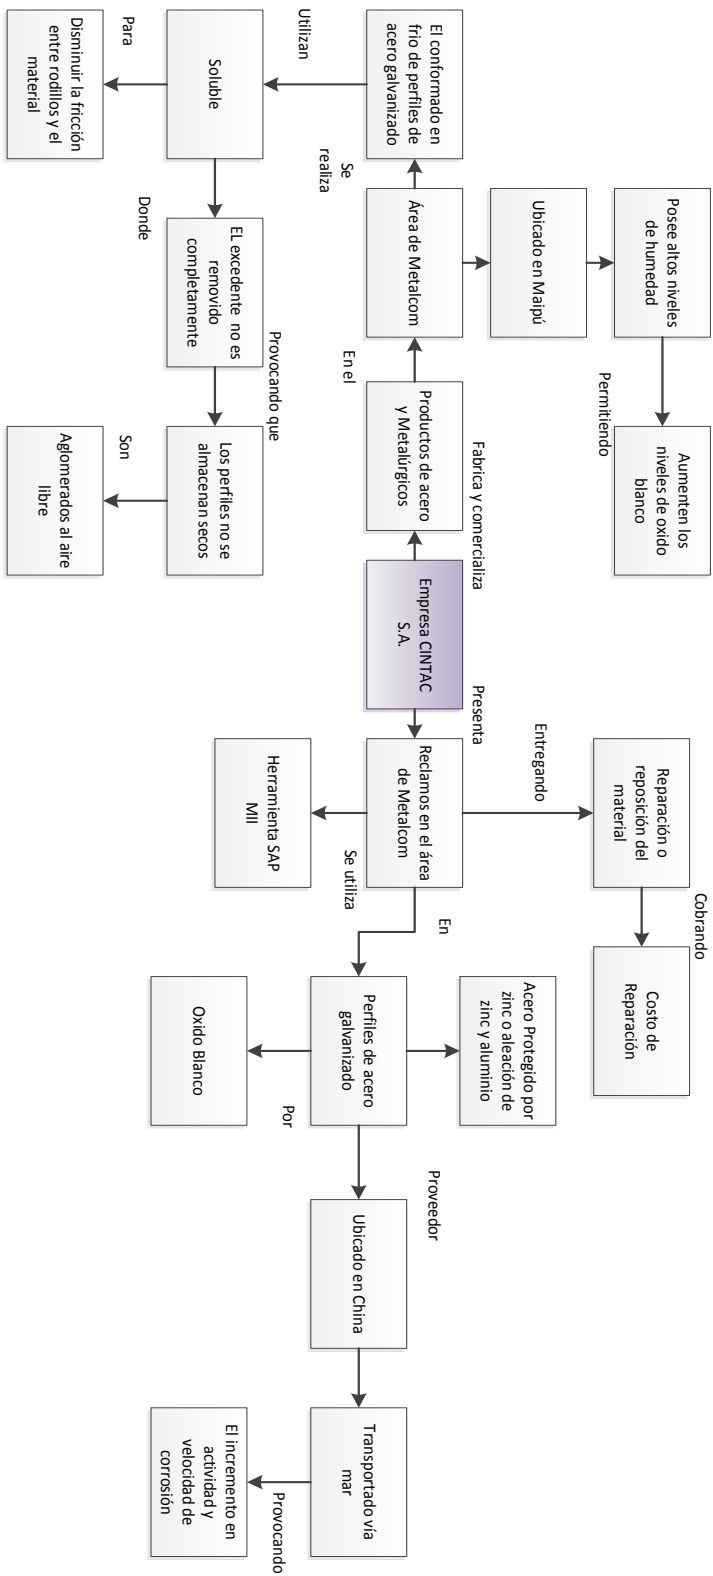 Cobrando
Posee altos niveles
de humedad
Aumenten los
niveles de oxido
blanco
Permitiendo
Reparación o
reposición del
material
Costo de
Reparación
Ubicado en Maipú
Entregando
Acero Protegido por
zinc o aleación de
zinc y aluminio
Fabrica y comercializa
Presenta
El conformado en
frio de perfiles de
acero galvanizado
Área de Metalcom
Productos de acero
y Metalúrgicos
Empresa CINTAC
S.A.
Reclamos en el área
de Metalcom
En
Proveedor
Se
realiza
En el
Se utiliza
Perfiles de acero
galvanizado
Ubicado en China
Transportado vía
mar
Utilizan
Provocando que
Por
Provocando
Soluble
EL excedente no es
removido
completamente
Los perfiles no se
almacenan secos
Herramienta SAP
MII
Oxido Blanco
El incremento en
actividad y
velocidad de
corrosión
Para
Donde
Son
Disminuir la fricción
entre rodillos y el
material
Aglomerados al aire
libre